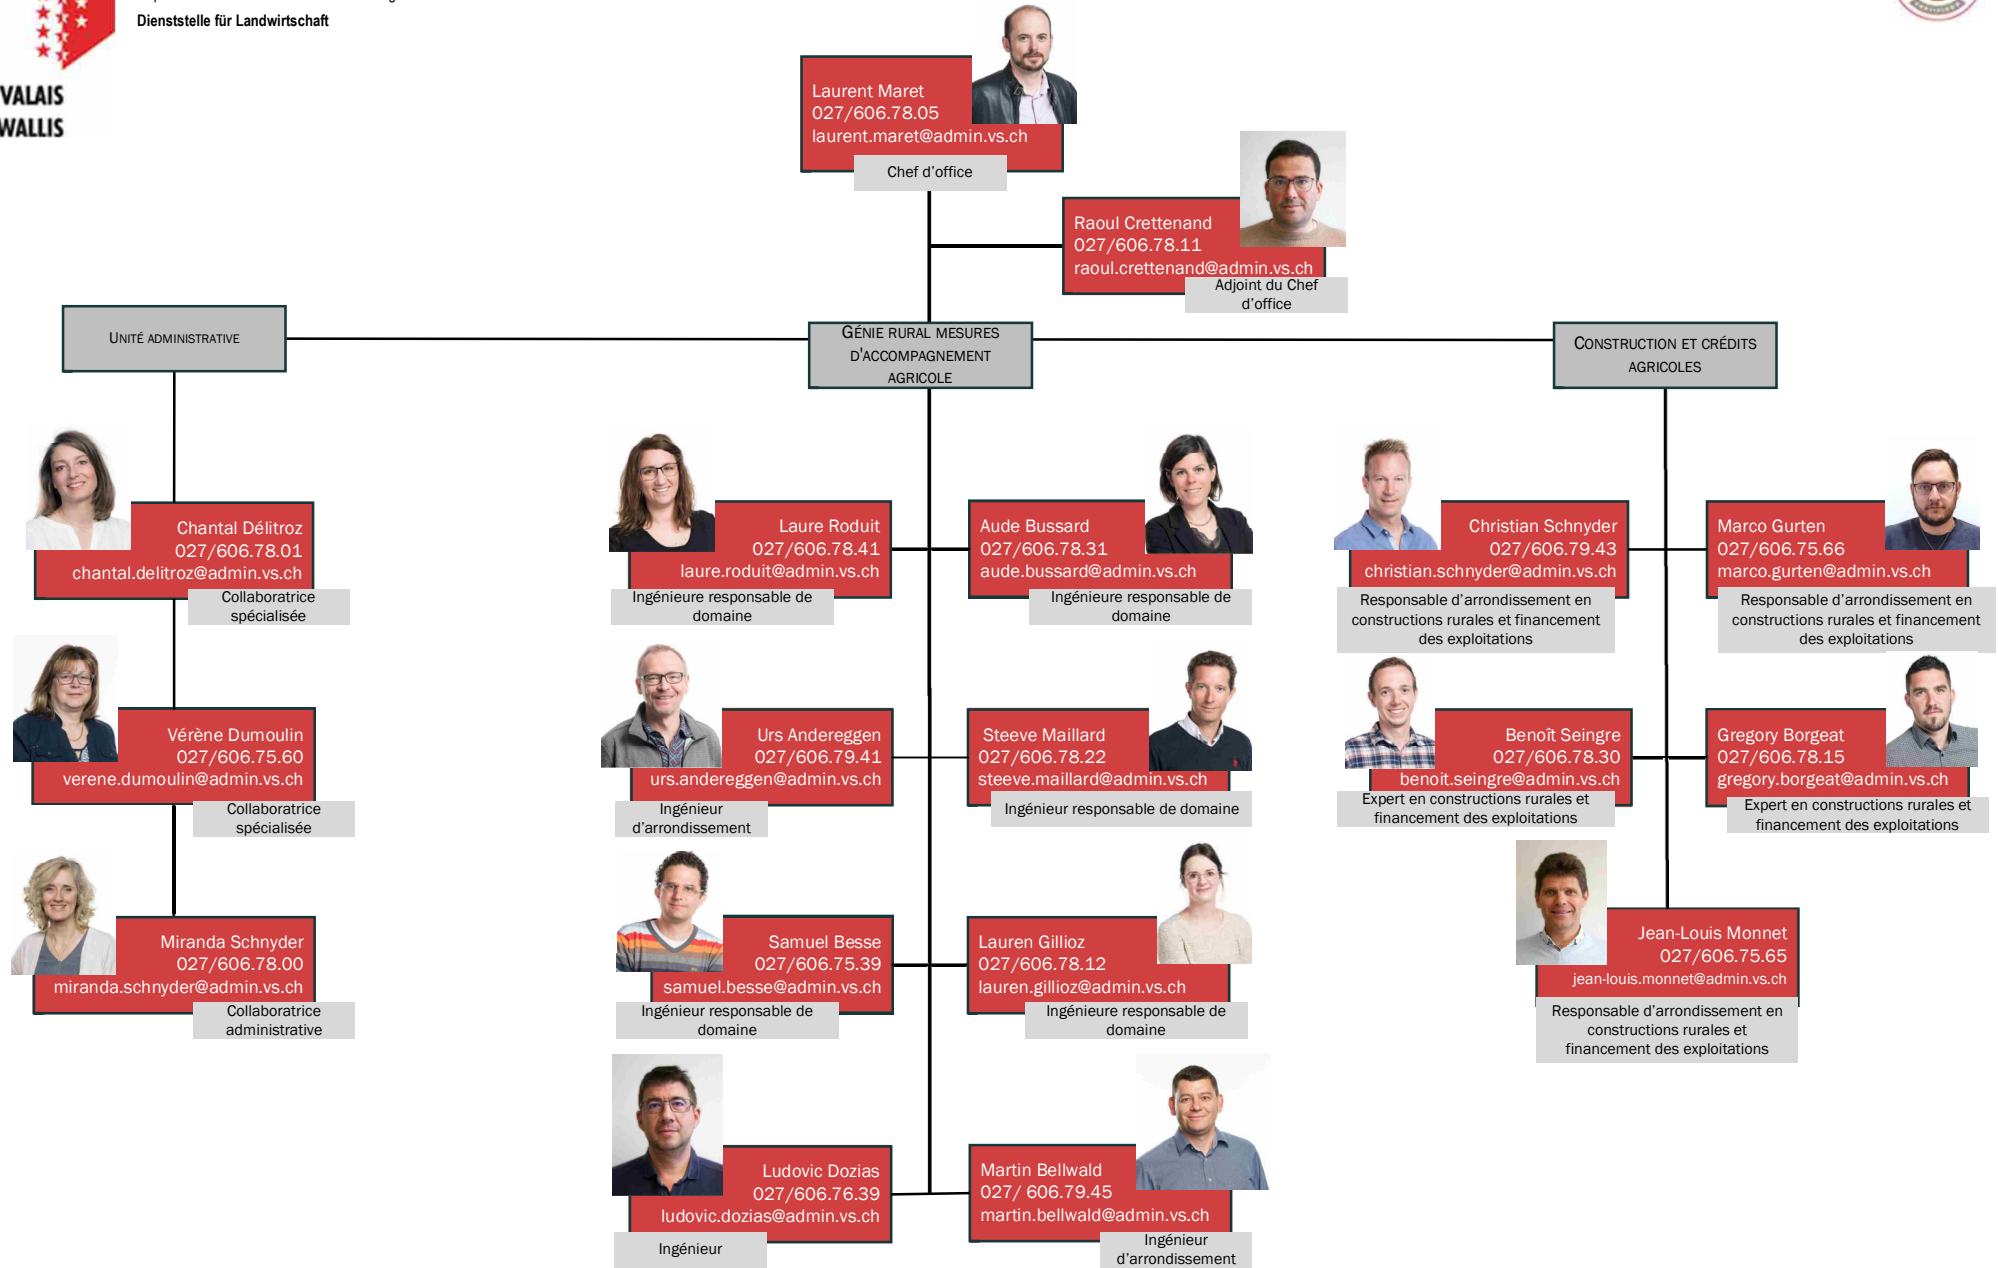 Dienststelle für Landwirtschaft
VALAIS
WALLIS
Laurent Maret
027/606.78.05
laurent.maret@admin.vs.ch
Chef d'office
Raoul Crettenand
027/606.78.11
raoul.crettenand@admin.vs.ch
Adjoint du Chef
d'office
UNITÉ ADMINISTRATIVE
GÉNIE RURAL MESURES
D'ACCOMPAGNEMENT
AGRICOLE
CONSTRUCTION ET CRÉDITS
AGRICOLES
Chantal Délitroz
027/606.78.01
chantal.delitroz@admin.vs.ch
Collaboratrice
spécialisée
Vérène Dumoulin
027/606.75.60
verene.dumoulin@admin.vs.ch
Collaboratrice
spécialisée
Miranda Schnyder
027/606.78.00
miranda.schnyder@admin.vs.ch
Collaboratrice
administrative
Laure Roduit
027/606.78.41
laure.roduit@admin.vs.ch
Ingénieure responsable de
domaine
Aude Bussard
027/606.78.31
aude.bussard@admin.vs.ch
Ingénieure responsable de
domaine
Urs Andereggen
027/606.79.41
urs.andereggen@admin.vs.ch
Ingénieur
d'arrondissement
Steeve Maillard
027/606.78.22
steeve.maillard@admin.vs.ch
Ingénieur responsable de domaine
Samuel Besse
027/606.75.39
samuel.besse@admin.vs.ch
Ingénieur responsable de
domaine
Lauren Gillioz
027/606.78.12
lauren.gillioz@admin.vs.ch
Ingénieure responsable de
domaine
Ludovic Dozias
027/606.76.39
ludovic.dozias@admin.vs.ch
Ingénieur
Martin Bellwald
027/ 606.79.45
martin.bellwald@admin.vs.ch
Ingénieur
d'arrondissement
Christian Schnyder
027/606.79.43
christian.schnyder@admin.vs.ch
Responsable d'arrondissement en
constructions rurales et financement
des exploitations
Marco Gurten
027/606.75.66
marco.gurten@admin.vs.ch
Responsable d'arrondissement en
constructions rurales et financement
des exploitations
Benoît Seingre
027/606.78.30
benoit.seingre@admin.vs.ch
Expert en constructions rurales et
financement des exploitations
Gregory Borgeat
027/606.78.15
gregory.borgeat@admin.vs.ch
Expert en constructions rurales et
financement des exploitations
Jean-Louis Monnet
027/606.75.65
jean-louis.monnet@admin.vs.ch
Responsable d'arrondissement en
constructions rurales et
financement des exploitations